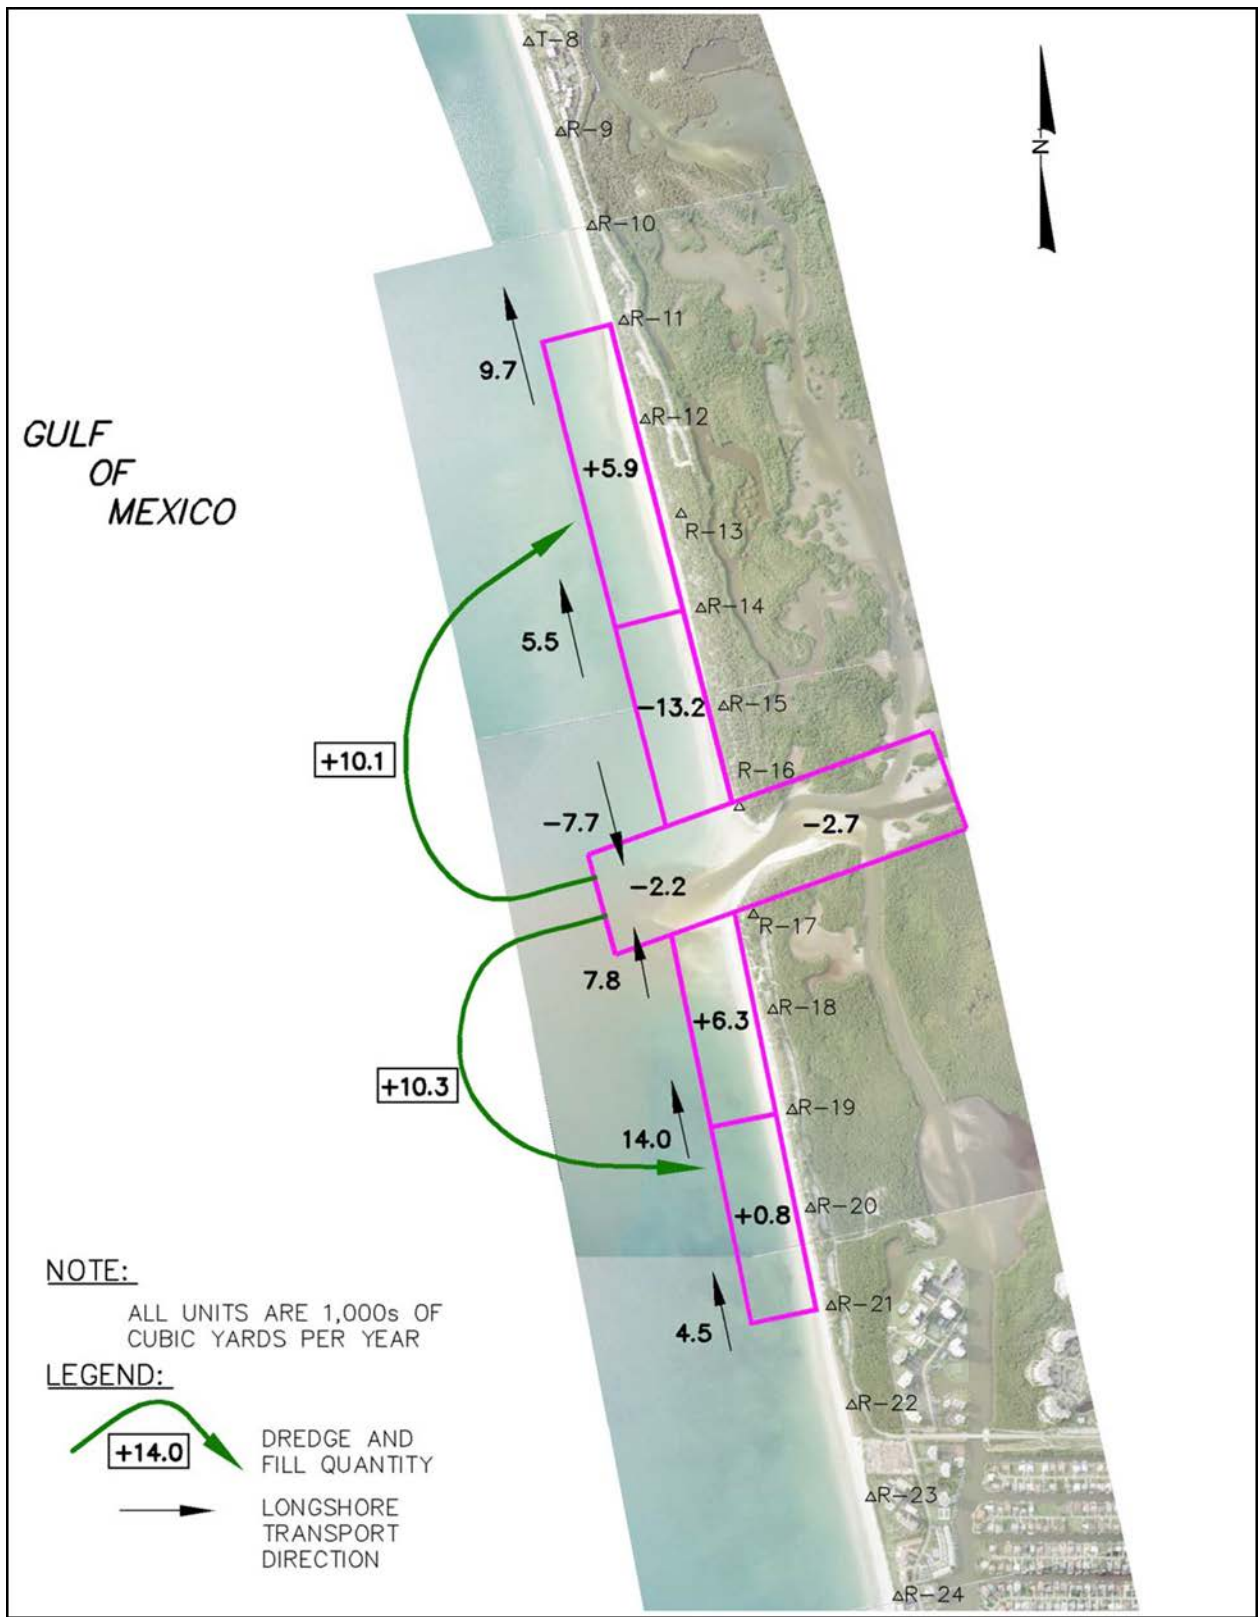 T-8
R-9
R-10
R-11
9.7
R-12
GULF
OF
MEXICO
+5.9
R-13
R-14
5.5
-13.2
R-15
+10.1
R-16
-7.7
-2.7
-2.2
R-17
7.8
R-18
+6.3
+10.3
R-19
14.0
R-20
+0.8
R-21
4.5
R-22
R-23
R-24
N
NOTE:
ALL UNITS ARE 1,000s OF
CUBIC YARDS PER YEAR
LEGEND:
+14.0
DREDGE AND
FILL QUANTITY
LONGSHORE
TRANSPORT
DIRECTION